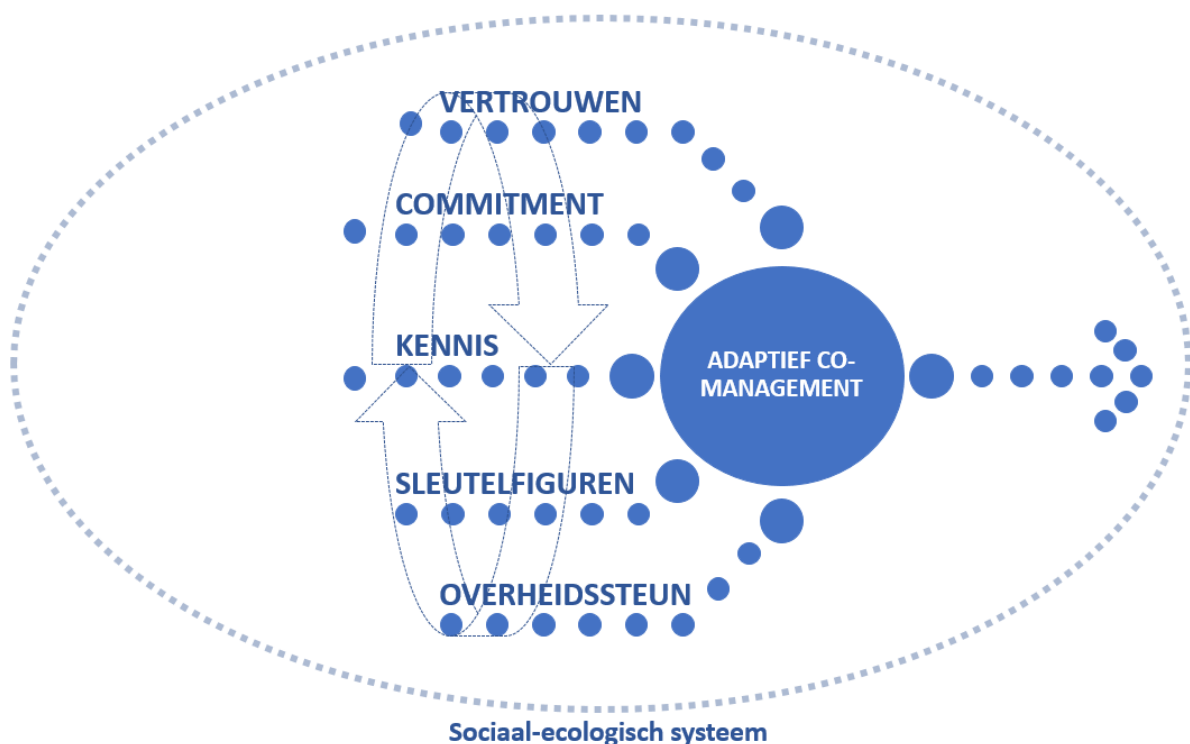 VERTROUWEN
COMMITMENT
KENNIS
ADAPTIEF CO-
MANAGEMENT
SLEUTELFIGUREN
OVERHEIDSSTEUN
Sociaal-ecologisch systeem